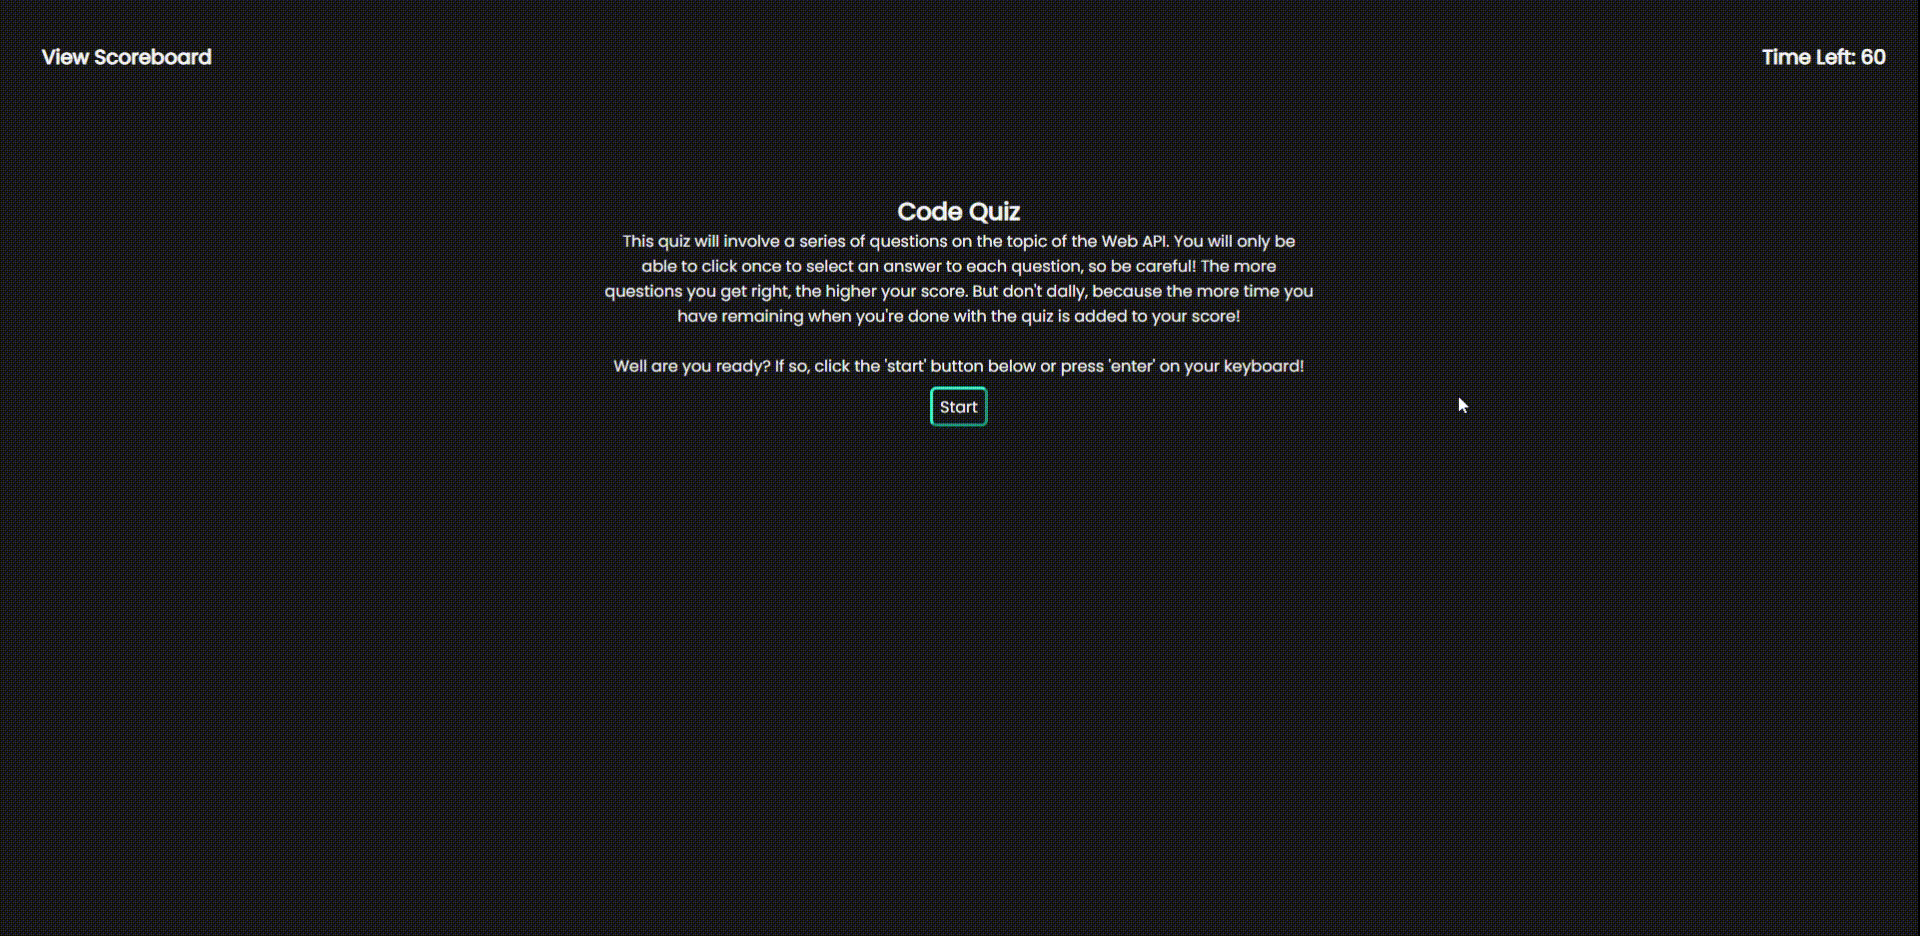 View Scoreboard
Time Left: 60
Code Quiz
This quiz will involve a series of questions on the topic of the Web API. You will only be
able to click once to select an answer to each question, so be careful! The more
questions you get right, the higher your score. But don't dally, because the more time you
have remaining when you're done with the quiz is added to your score!
Well are you ready? If so, click the 'start' button below or press 'enter' on your keyboard!
Start